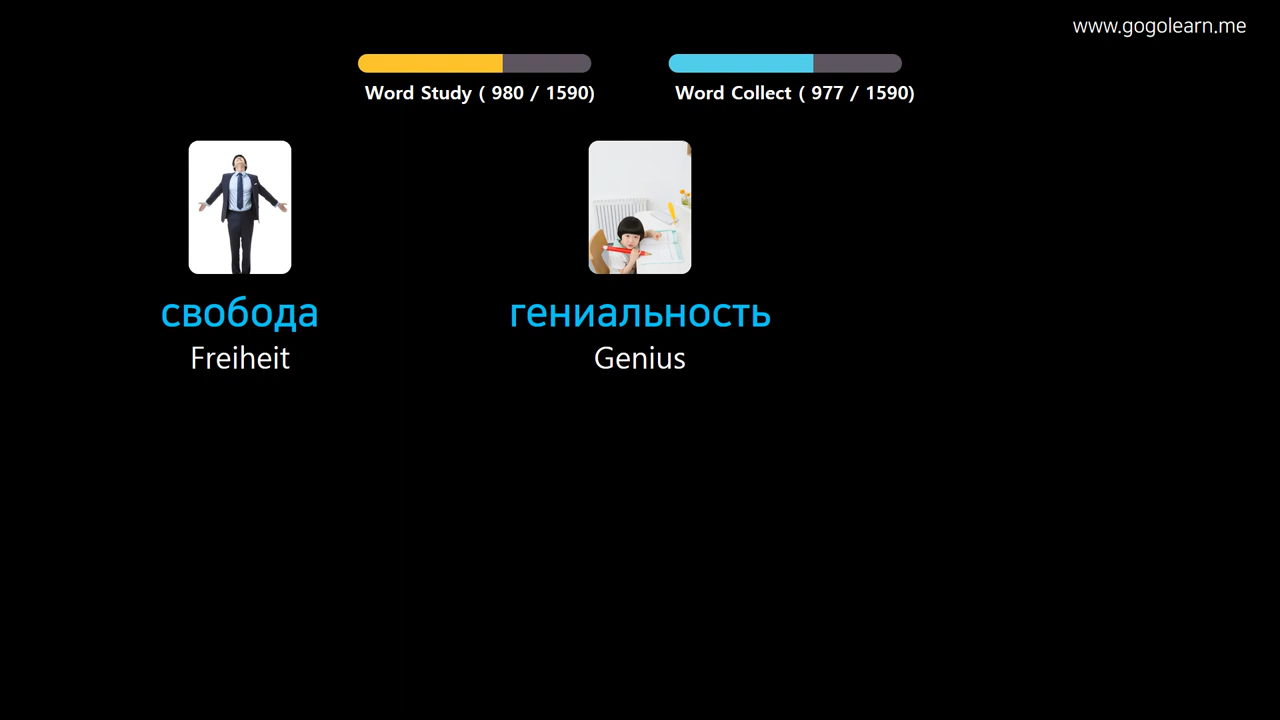 www.gogolearn.me
Word Study ( 980 / 1590)
Word Collect ( 977 / 1590)
свобода
гениальность
Freiheit
Genius